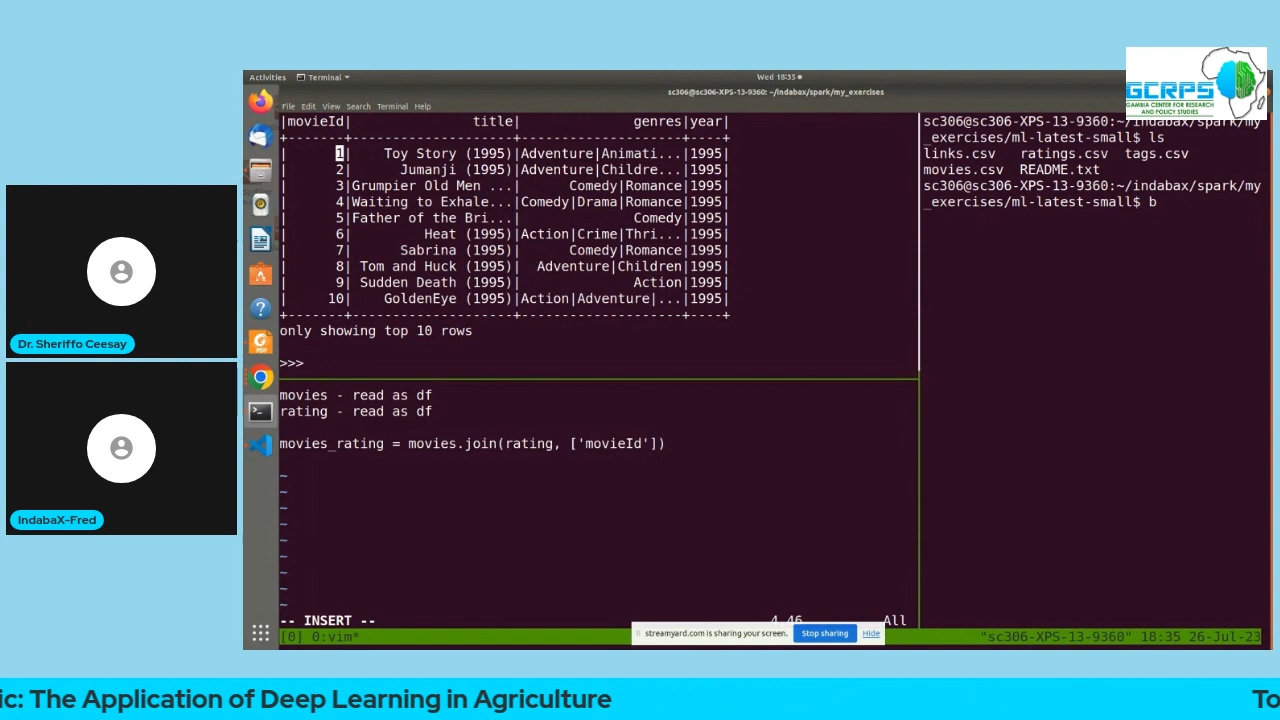 GCRPS
GAMBIA CENTER FOR RESEARCH
AND POLICY STUDIES
Activities Terminal Wed 18:35
sc306@sc306-XPS-13-9360: ~/indabax/spark/my_exercises
File Edit View Search Terminal Help
|movieId| title| genres|year|
+-------+--------------------+--------------------+----+
| 1| Toy Story (1995)|Adventure|Animati...|1995|
| 2| Jumanji (1995)|Adventure|Childre...|1995|
| 3|Grumpier Old Men ...| Comedy|Romance|1995|
| 4|Waiting to Exhale...|Comedy|Drama|Romance|1995|
| 5|Father of the Bri...| Comedy|1995|
| 6| Heat (1995)|Action|Crime|Thri...|1995|
| 7| Sabrina (1995)| Comedy|Romance|1995|
| 8| Tom and Huck (1995)| Adventure|Children|1995|
| 9| Sudden Death (1995)| Action|1995|
| 10| GoldenEye (1995)|Action|Adventure|...|1995|
+-------+--------------------+--------------------+----+
only showing top 10 rows
>>>
movies - read as df
rating - read as df
movies_rating = movies.join(rating, ['movieId'])
~
~
~
~
~
~
~
~
~
-- INSERT -- 4,46 All
[0] 0:vim* "sc306-XPS-13-9360" 18:35 26-Jul-23
sc306@sc306-XPS-13-9360:~/indabax/spark/my
_exercises/ml-latest-small$ ls
links.csv ratings.csv tags.csv
movies.csv README.txt
sc306@sc306-XPS-13-9360:~/indabax/spark/my
_exercises/ml-latest-small$ b
streamyard.com is sharing your screen. Stop sharing Hide
Dr. Sheriffo Ceesay
IndabaX-Fred
ic: The Application of Deep Learning in Agriculture To